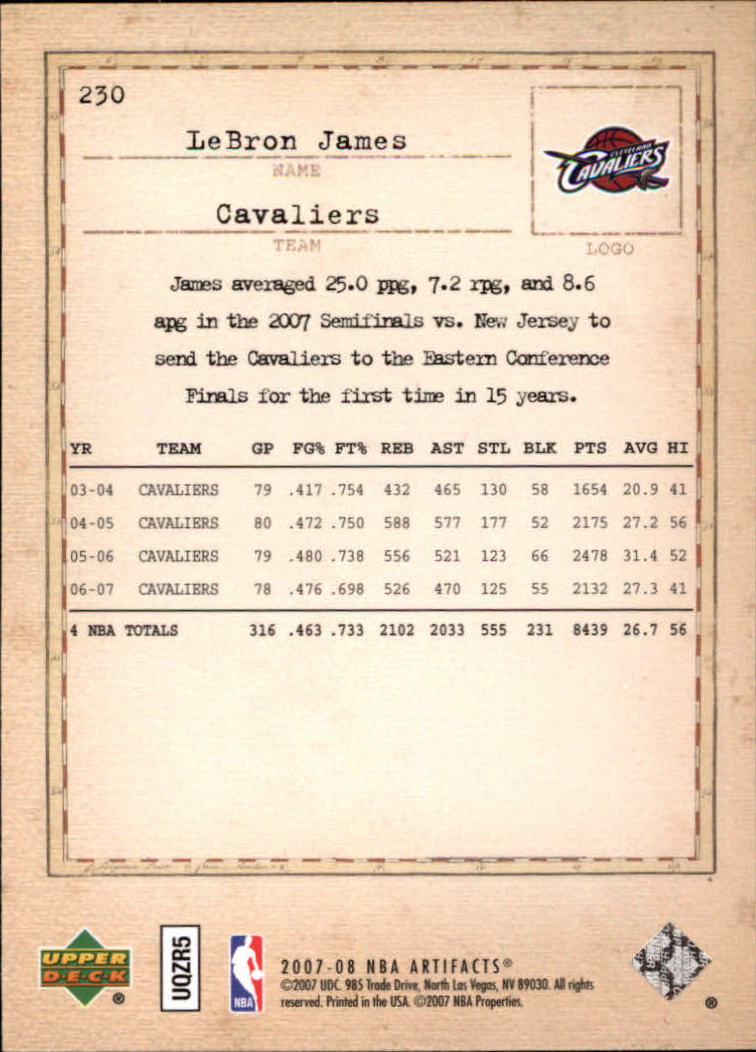 230
LeBron James
NAME
Cavaliers
TEAM
CLEVELAND
CAVALIERS
LOGO
James averaged 25.0 ppg, 7.2 rpg, and 8.6
apg in the 2007 Semifinals vs. New Jersey to
send the Cavaliers to the Eastern Conference
Finals for the first time in 15 years.
YR TEAM GP FG% FT% REB AST STL BLK PTS AVG HI
03-04 CAVALIERS 79 .417 .754 432 465 130 58 1654 20.9 41
04-05 CAVALIERS 80 .472 .750 588 577 177 52 2175 27.2 56
05-06 CAVALIERS 79 .480 .738 556 521 123 66 2478 31.4 52
06-07 CAVALIERS 78 .476 .698 526 470 125 55 2132 27.3 41
4 NBA TOTALS 316 .463 .733 2102 2033 555 231 8439 26.7 56
UPPER
D·E·C·K
®
UQZR5
NBA
2007-08 NBA ARTIFACTS®
©2007 UDC. 985 Trade Drive, North Las Vegas, NV 89030. All rights
reserved. Printed in the USA. ©2007 NBA Properties.
®